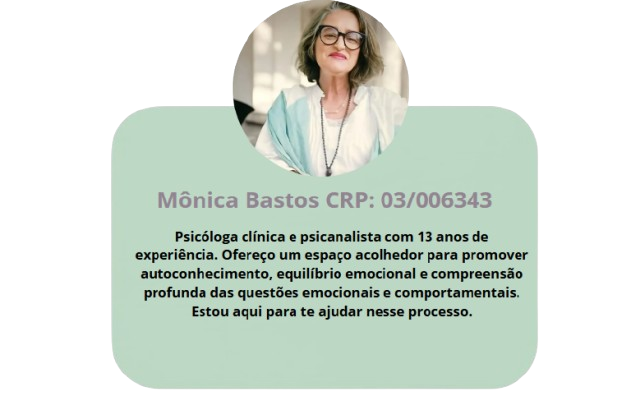 Mônica Bastos CRP: 03/006343
Psicóloga clínica e psicanalista com 13 anos de
experiência. Ofereço um espaço acolhedor para promover
autoconhecimento, equilíbrio emocional e compreensão
profunda das questões emocionais e comportamentais.
Estou aqui para te ajudar nesse processo.